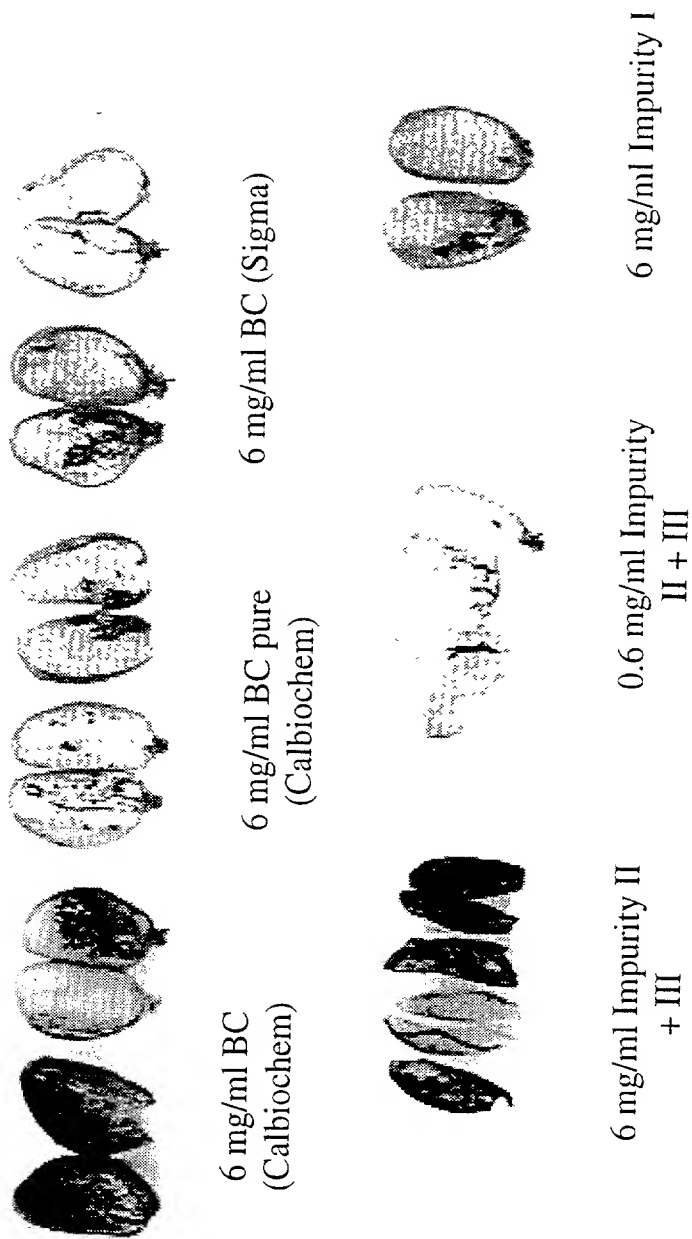 6 mg/ml BC
(Calbiochem)
6 mg/ml BC pure
(Calbiochem)
6 mg/ml BC (Sigma)
6 mg/ml Impurity II
+ III
0.6 mg/ml Impurity
II + III
6 mg/ml Impurity I